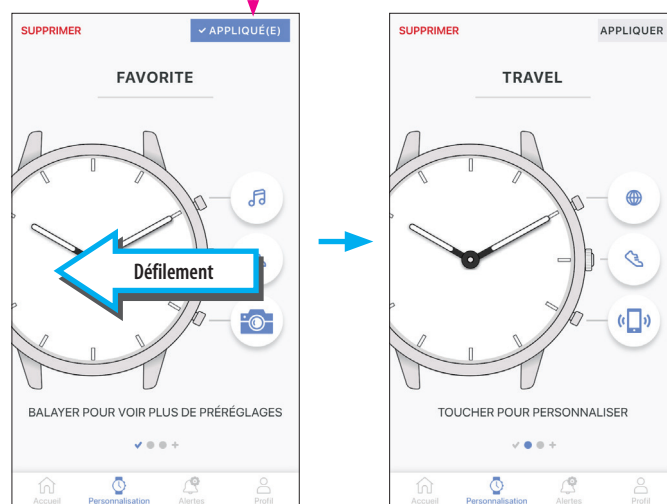 SUPPRIMER
✓ APPLIQUÉ(E)
FAVORITE
Défilement
BALAYER POUR VOIR PLUS DE PRÉRÉGLAGES
Accueil
Personnalisation
Alertes
Profil
SUPPRIMER
APPLIQUER
TRAVEL
TOUCHER POUR PERSONNALISER
Accueil
Personnalisation
Alertes
Profil